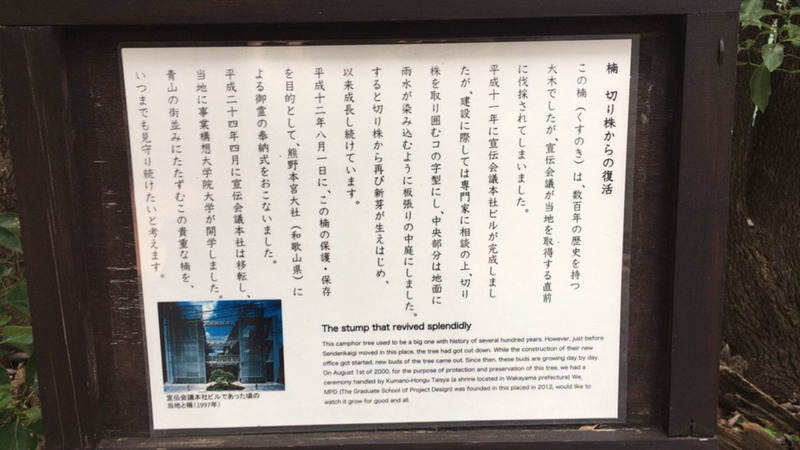 楠　切り株からの復活
この楠（くすのき）は、数百年の歴史を持つ
大木でしたが、宣伝会議が当地を取得する直前
に伐採されてしまいました。
平成十一年に宣伝会議本社ビルが完成しまし
たが、建設に際しては専門家に相談の上、切り
株を取り囲むコの字型にし、中央部分は地面に
雨水が染み込むように板張りの中庭にしました。
すると切り株から再び新芽が生えはじめ、
以来成長し続けています。
平成十二年八月一日に、この楠の保護・保存
を目的として、熊野本宮大社（和歌山県）に
よる御霊の奉納式をおこないました。
平成二十四年四月に宣伝会議本社は移転し、
当地に事業構想大学院大学が開学しました。
青山の街並みにたたずむこの貴重な楠を、
いつまでも見守り続けたいと考えます。
The stump that revived splendidly
This camphor tree used to be a big one with history of several hundred years. However, just before
Sendenkaigi moved in this place, the tree had got cut down. While the construction of their new
office got started, new buds of the tree came out. Since then, these buds are growing day by day.
On August 1st of 2000, for the purpose of protection and preservation of this tree, we had a
ceremony handled by Kumano-Hongu Taisya (a shrine located in Wakayama prefecture) We,
MPD (The Graduate School of Project Design) was founded in this placed in 2012, would like to
watch it grow for good and all.
宣伝会議本社ビルであった頃の
当地と楠（1997年）